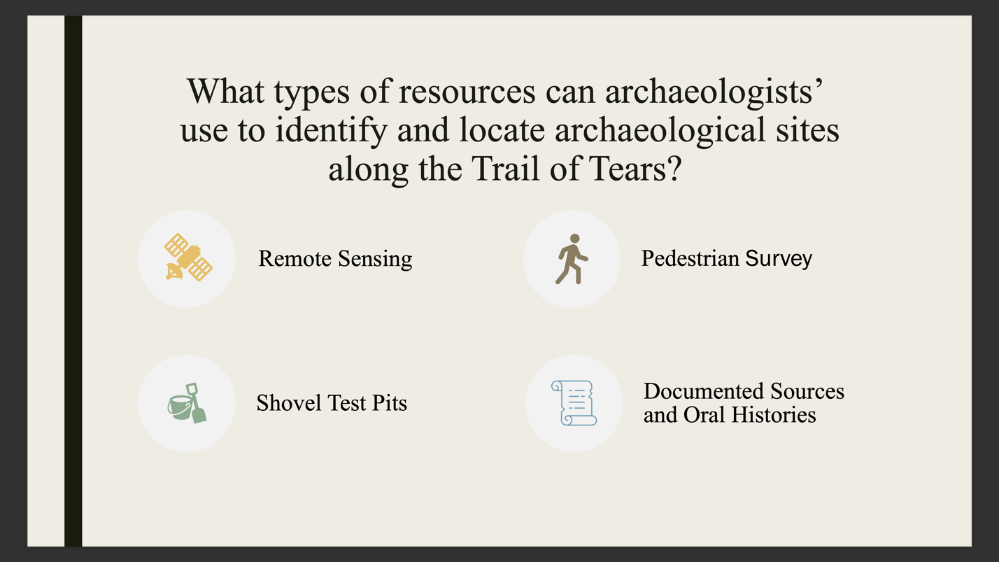 What types of resources can archaeologists’
use to identify and locate archaeological sites
along the Trail of Tears?
Remote Sensing
Pedestrian Survey
Shovel Test Pits
Documented Sources
and Oral Histories